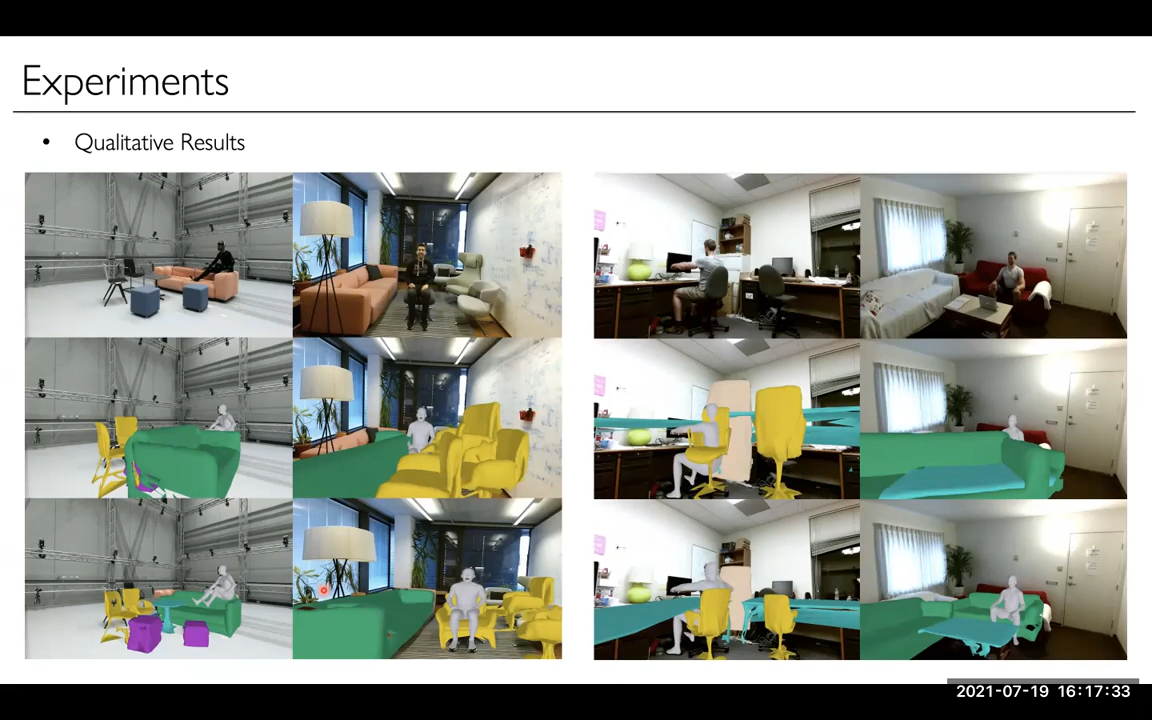 Experiments
• Qualitative Results
2021-07-19 16:17:33